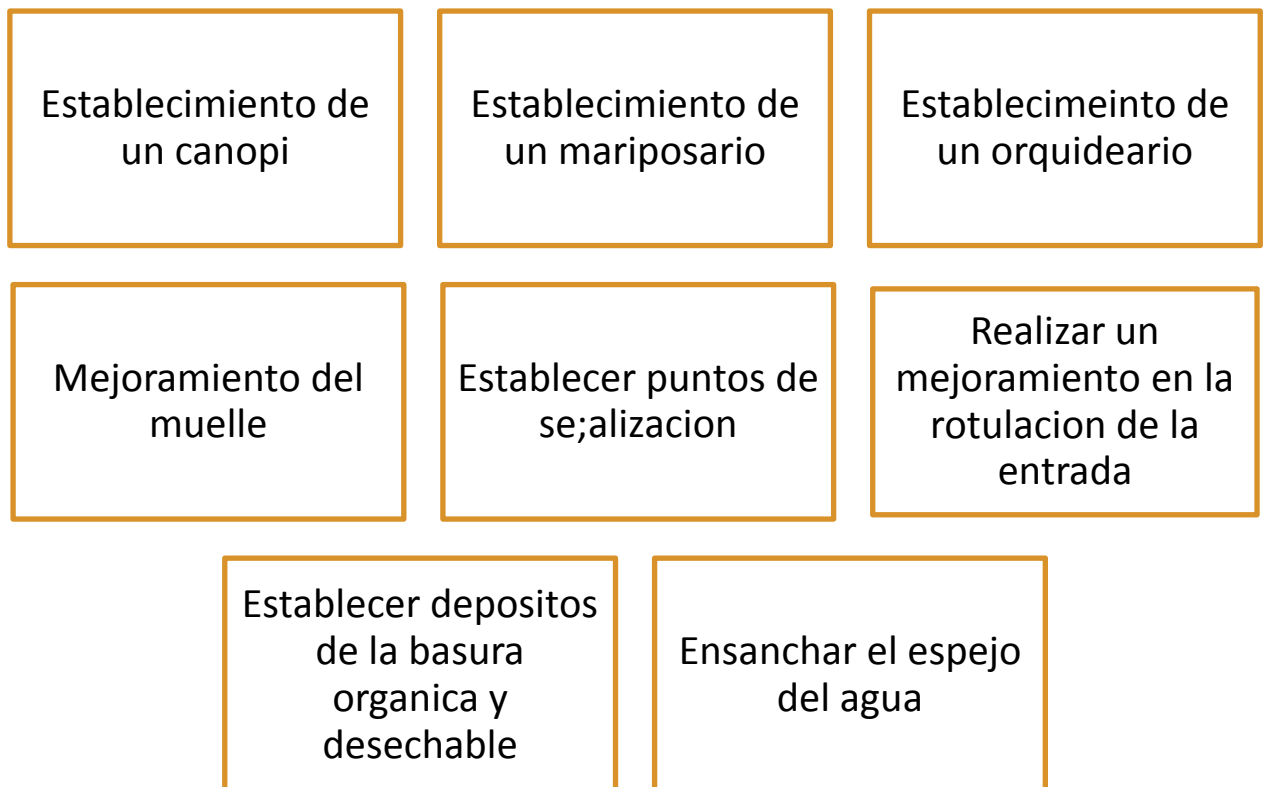 Establecimiento de
un canopi
Establecimiento de
un mariposario
Establecimeinto de
un orquideario
Mejoramiento del
muelle
Establecer puntos de
se;alizacion
Realizar un
mejoramiento en la
rotulacion de la
entrada
Establecer depositos
de la basura
organica y
desechable
Ensanchar el espejo
del agua